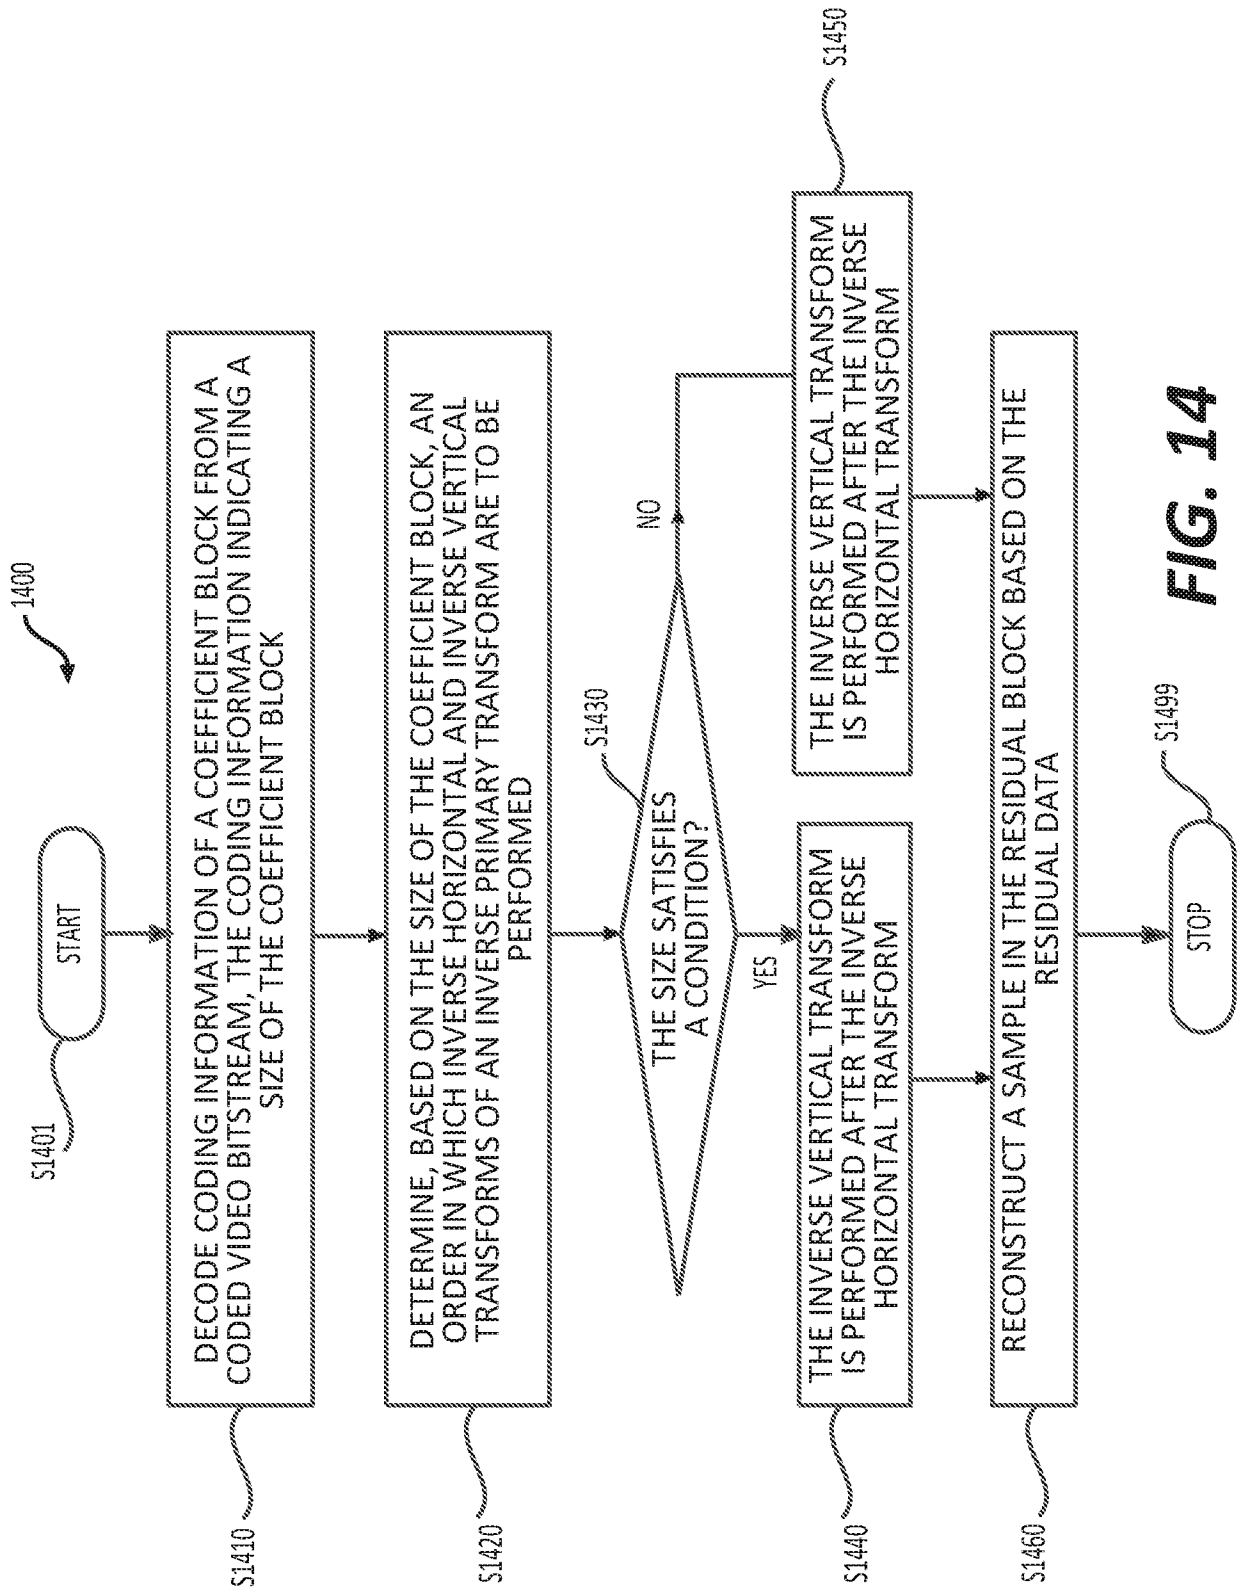 1400
START
S1401
DECODE CODING INFORMATION OF A COEFFICIENT BLOCK FROM A
CODED VIDEO BITSTREAM, THE CODING INFORMATION INDICATING A
SIZE OF THE COEFFICIENT BLOCK
S1410
DETERMINE, BASED ON THE SIZE OF THE COEFFICIENT BLOCK, AN
ORDER IN WHICH INVERSE HORIZONTAL AND INVERSE VERTICAL
TRANSFORMS OF AN INVERSE PRIMARY TRANSFORM ARE TO BE
PERFORMED
S1420
S1430
THE SIZE SATISFIES
A CONDITION?
NO
YES
THE INVERSE VERTICAL TRANSFORM
IS PERFORMED AFTER THE INVERSE
HORIZONTAL TRANSFORM
S1440
THE INVERSE VERTICAL TRANSFORM
IS PERFORMED AFTER THE INVERSE
HORIZONTAL TRANSFORM
S1450
RECONSTRUCT A SAMPLE IN THE RESIDUAL BLOCK BASED ON THE
RESIDUAL DATA
S1460
STOP
S1499
FIG. 14